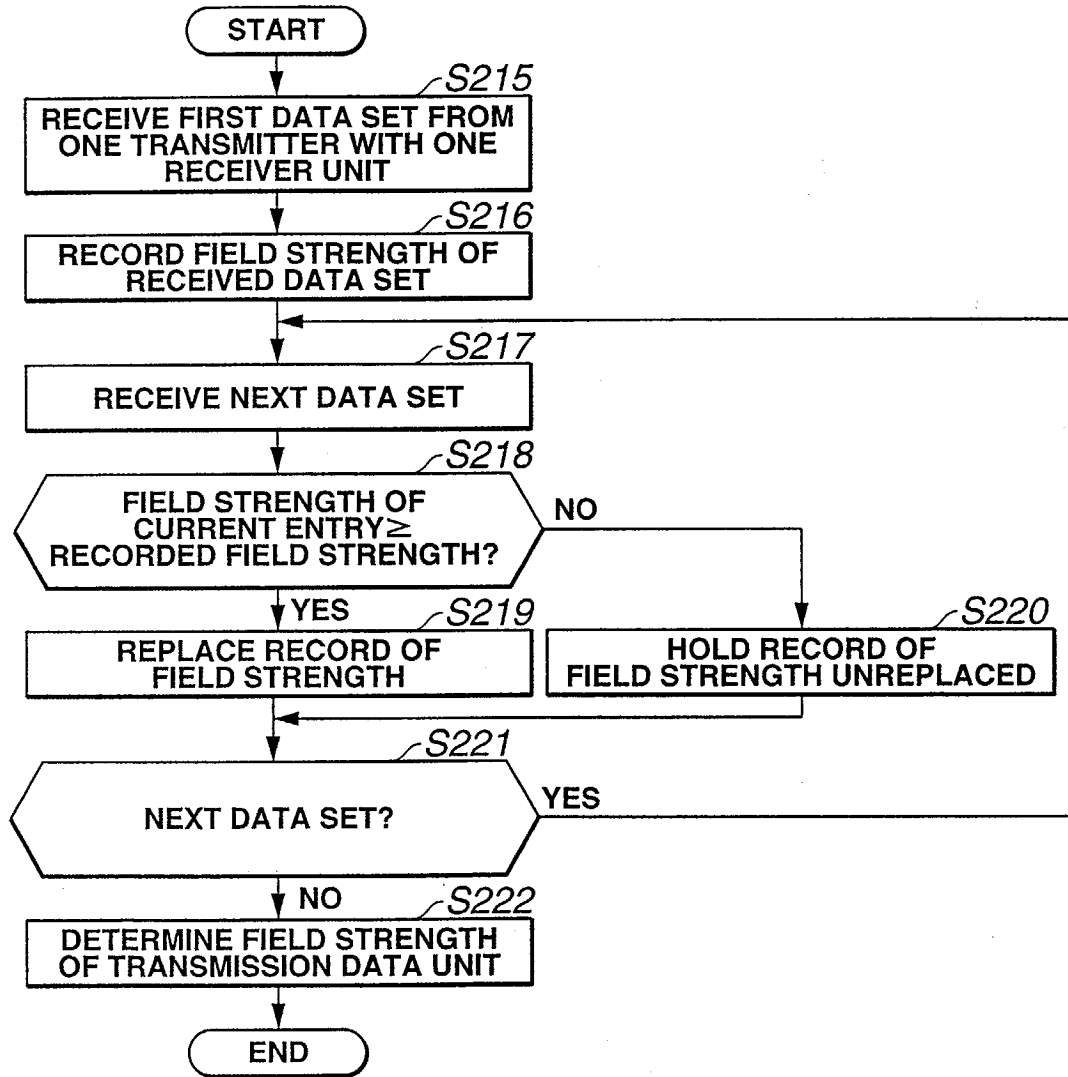 START
S215
RECEIVE FIRST DATA SET FROM
ONE TRANSMITTER WITH ONE
RECEIVER UNIT
S216
RECORD FIELD STRENGTH OF
RECEIVED DATA SET
S217
RECEIVE NEXT DATA SET
S218
FIELD STRENGTH OF
CURRENT ENTRY≧
RECORDED FIELD STRENGTH?
NO
YES
S219
REPLACE RECORD OF
FIELD STRENGTH
S220
HOLD RECORD OF
FIELD STRENGTH UNREPLACED
S221
NEXT DATA SET?
YES
NO
S222
DETERMINE FIELD STRENGTH
OF TRANSMISSION DATA UNIT
END